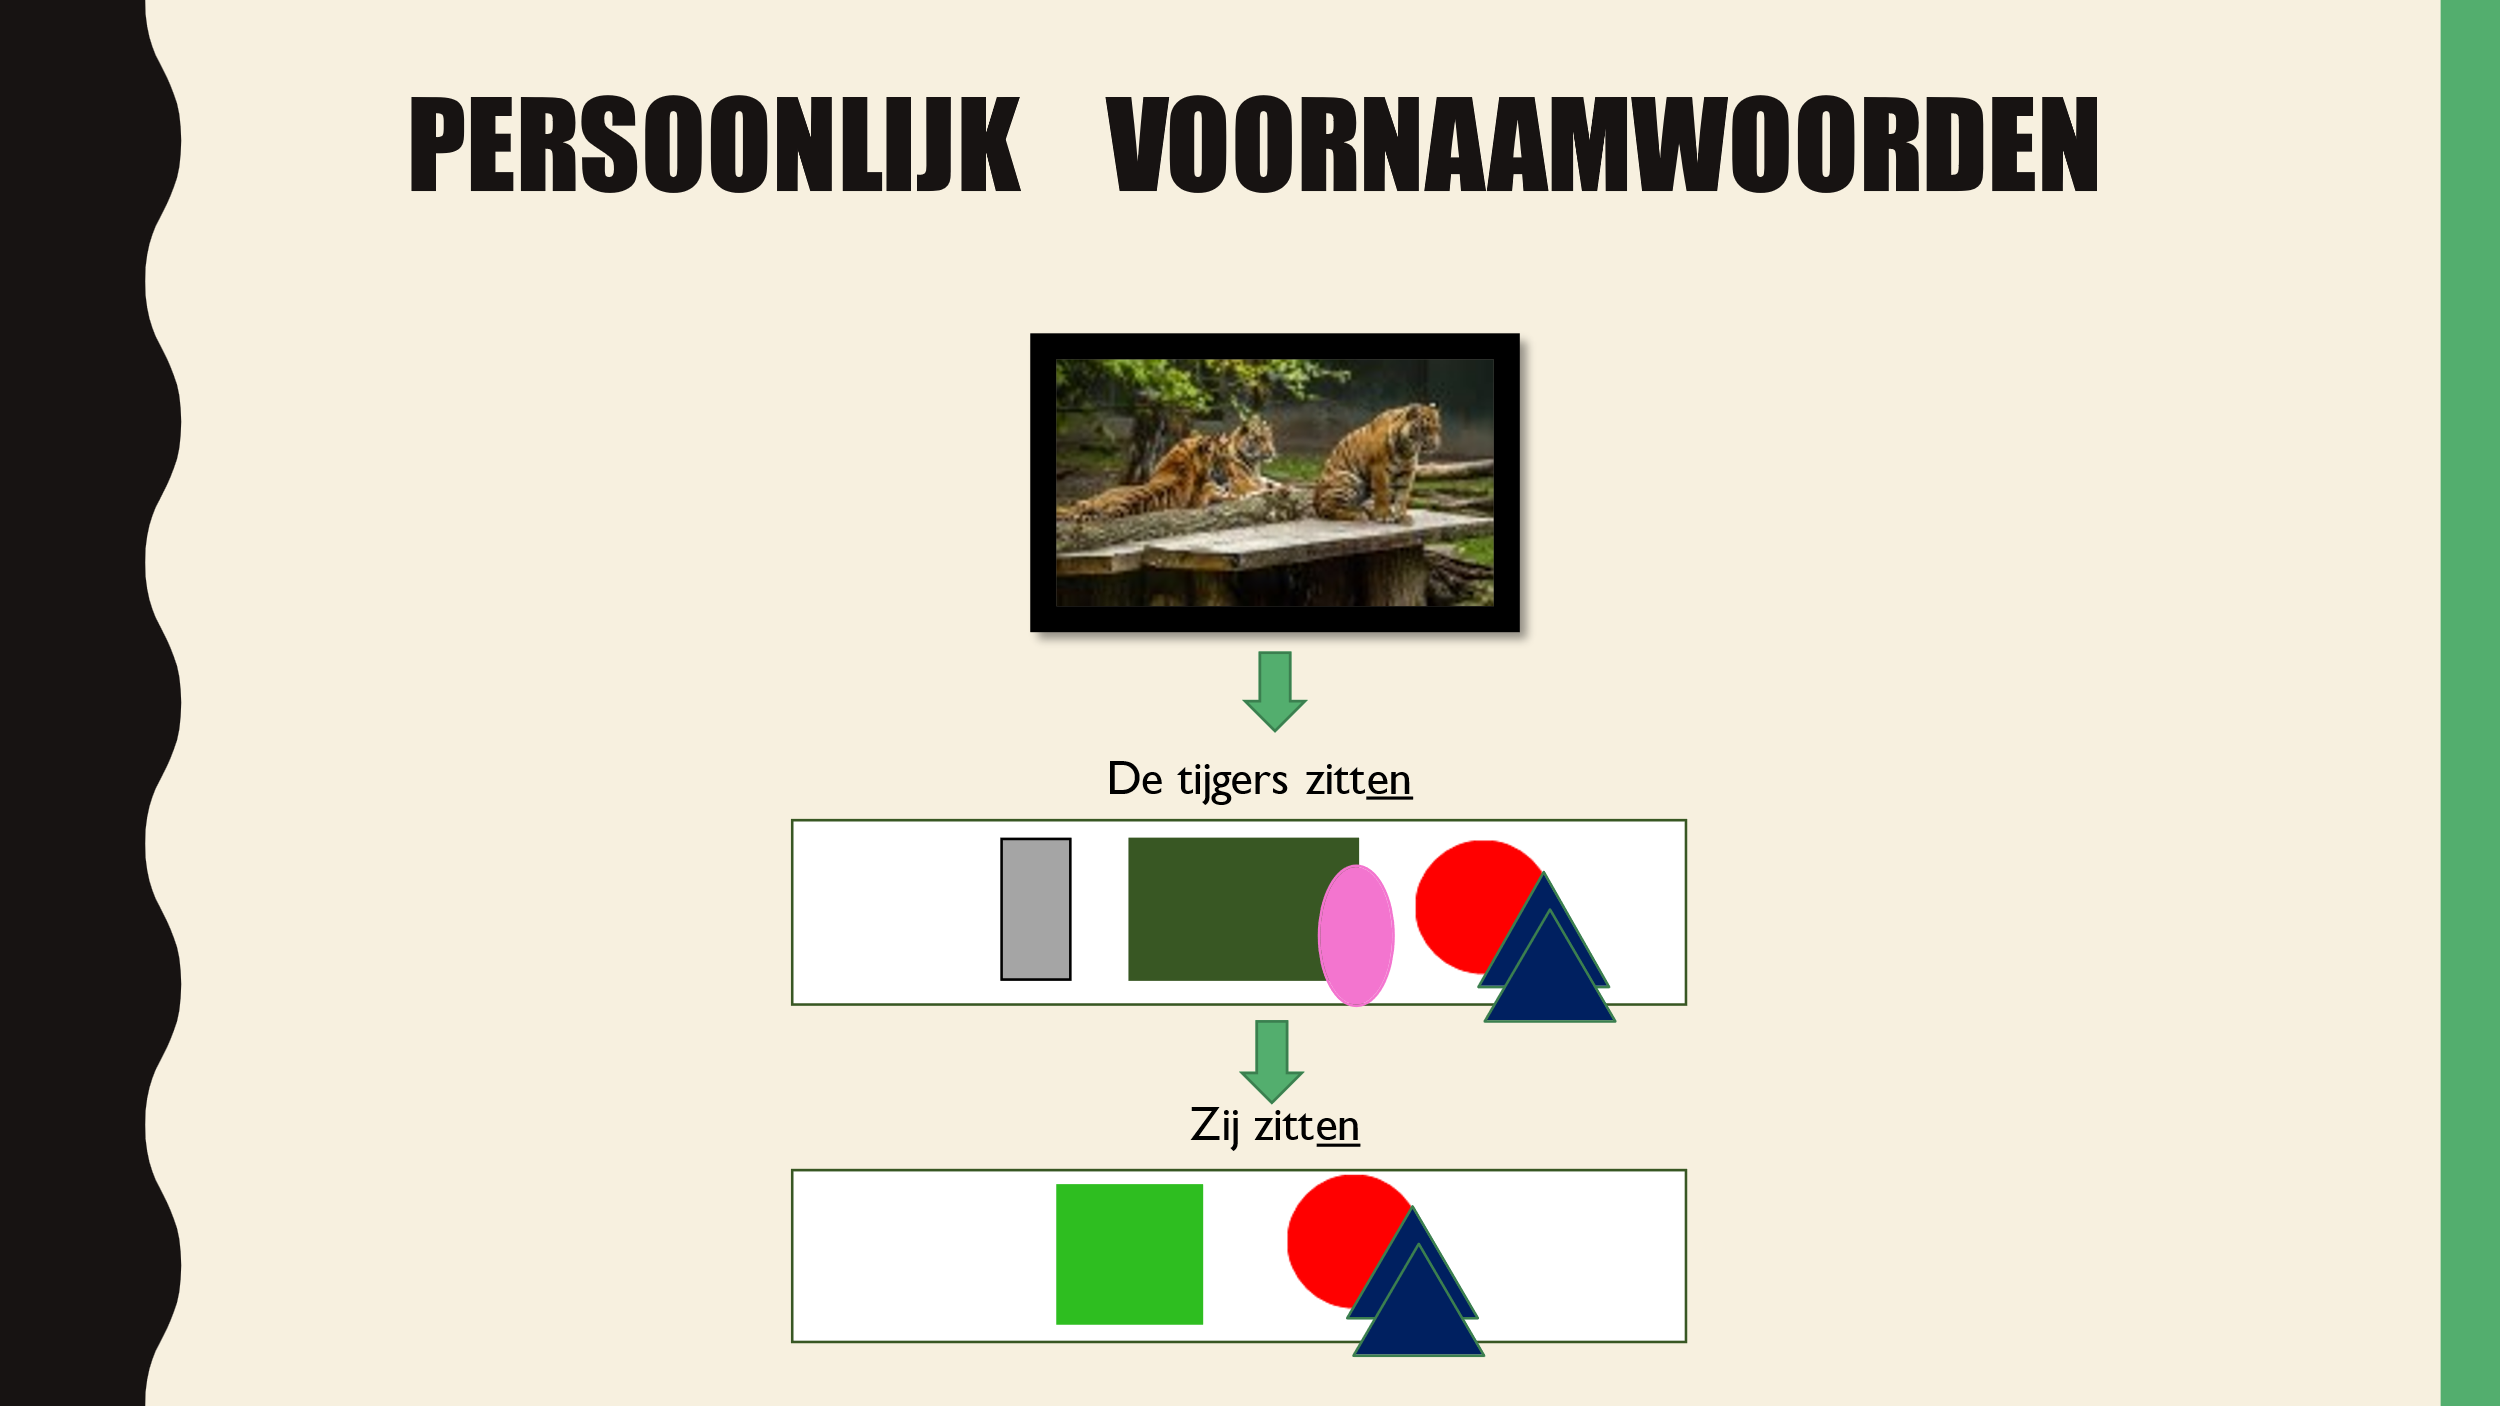 PERSOONLIJK VOORNAAMWOORDEN
De tijgers zitten
Zij zitten